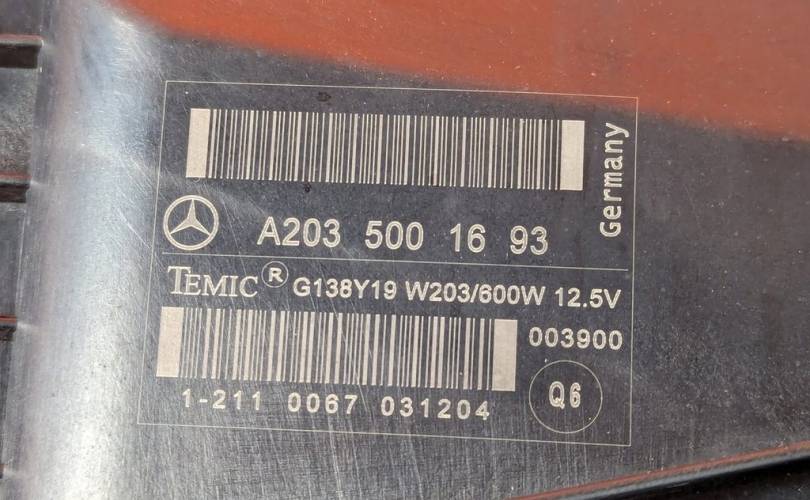 A203 500 16 93
Germany
TEMIC® G138Y19 W203/600W 12.5V
003900
1-211 0067 031204
Q6